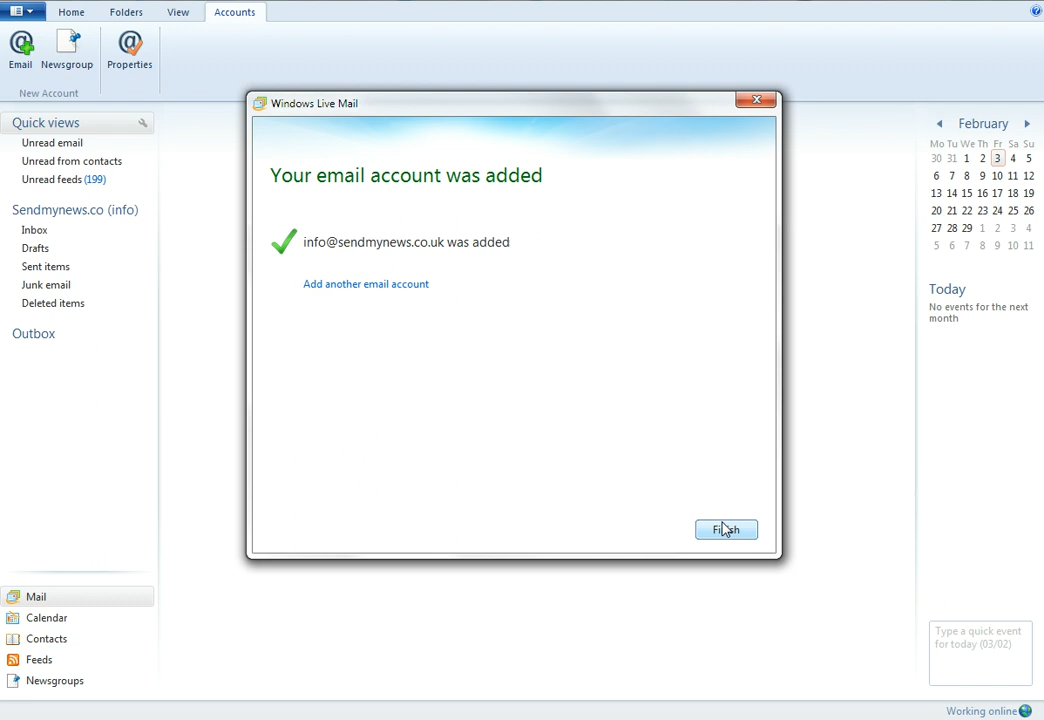 Home Folders View Accounts
Email Newsgroup Properties
New Account
Quick views
Unread email
Unread from contacts
Unread feeds (199)
Sendmynews.co (info)
Inbox
Drafts
Sent items
Junk email
Deleted items
Outbox
Mail
Calendar
Contacts
Feeds
Newsgroups
Windows Live Mail
Your email account was added
info@sendmynews.co.uk was added
Add another email account
Finish
February
Mo Tu We Th Fr Sa Su
30 31 1 2 3 4 5
6 7 8 9 10 11 12
13 14 15 16 17 18 19
20 21 22 23 24 25 26
27 28 29 1 2 3 4
5 6 7 8 9 10 11
Today
No events for the next
month
Type a quick event
for today (03/02)
Working online